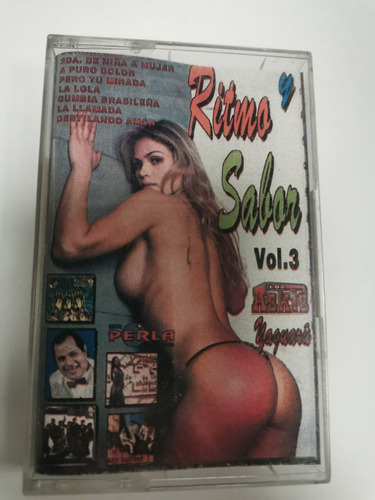 2DA. DE NIÑA A MUJER
A PURO DOLOR
PERO TU MIRADA
LA LOLA
CUMBIA BRASILEÑA
LA LLAMADA
DESTILANDO AMOR
Ritmo y
Sabor
Vol.3
PERLA
Yaguarú